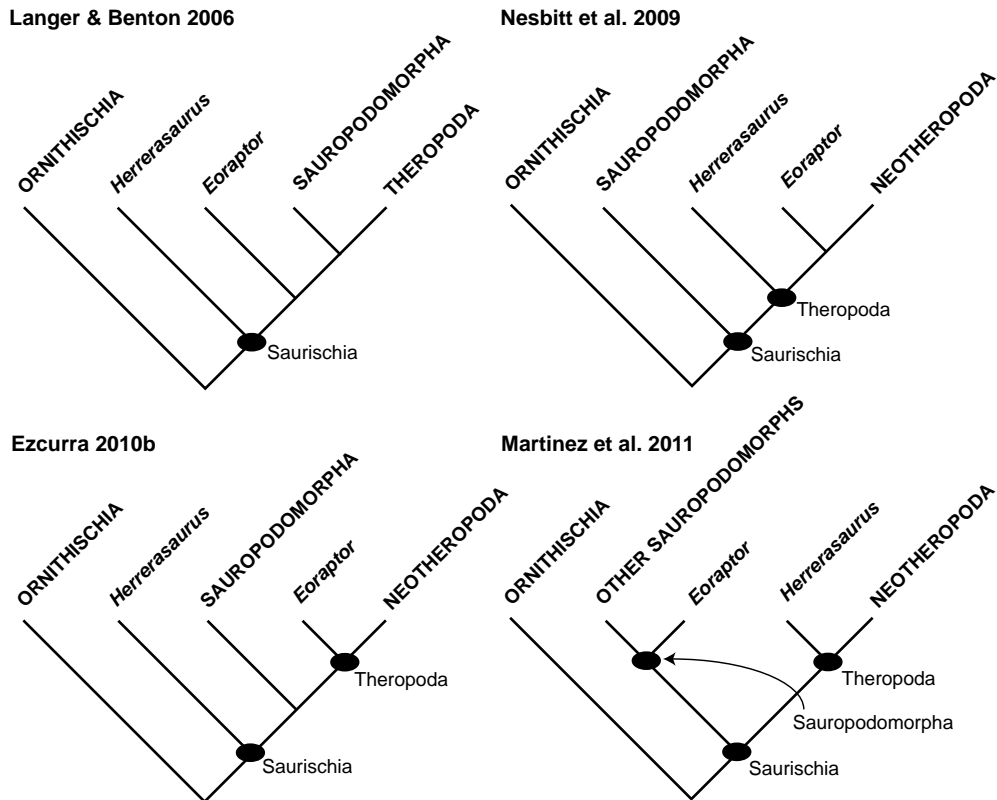 Langer & Benton 2006
ORNITHISCHIA
Herrerasaurus
Eoraptor
SAUROPODOMORPHA
THEROPODA
Saurischia
Nesbitt et al. 2009
ORNITHISCHIA
SAUROPODOMORPHA
Herrerasaurus
Eoraptor
NEOTHEROPODA
Theropoda
Saurischia
Ezcurra 2010b
ORNITHISCHIA
Herrerasaurus
SAUROPODOMORPHA
Eoraptor
NEOTHEROPODA
Theropoda
Saurischia
Martinez et al. 2011
ORNITHISCHIA
OTHER SAUROPODOMORPHS
Eoraptor
Herrerasaurus
NEOTHEROPODA
Theropoda
Sauropodomorpha
Saurischia